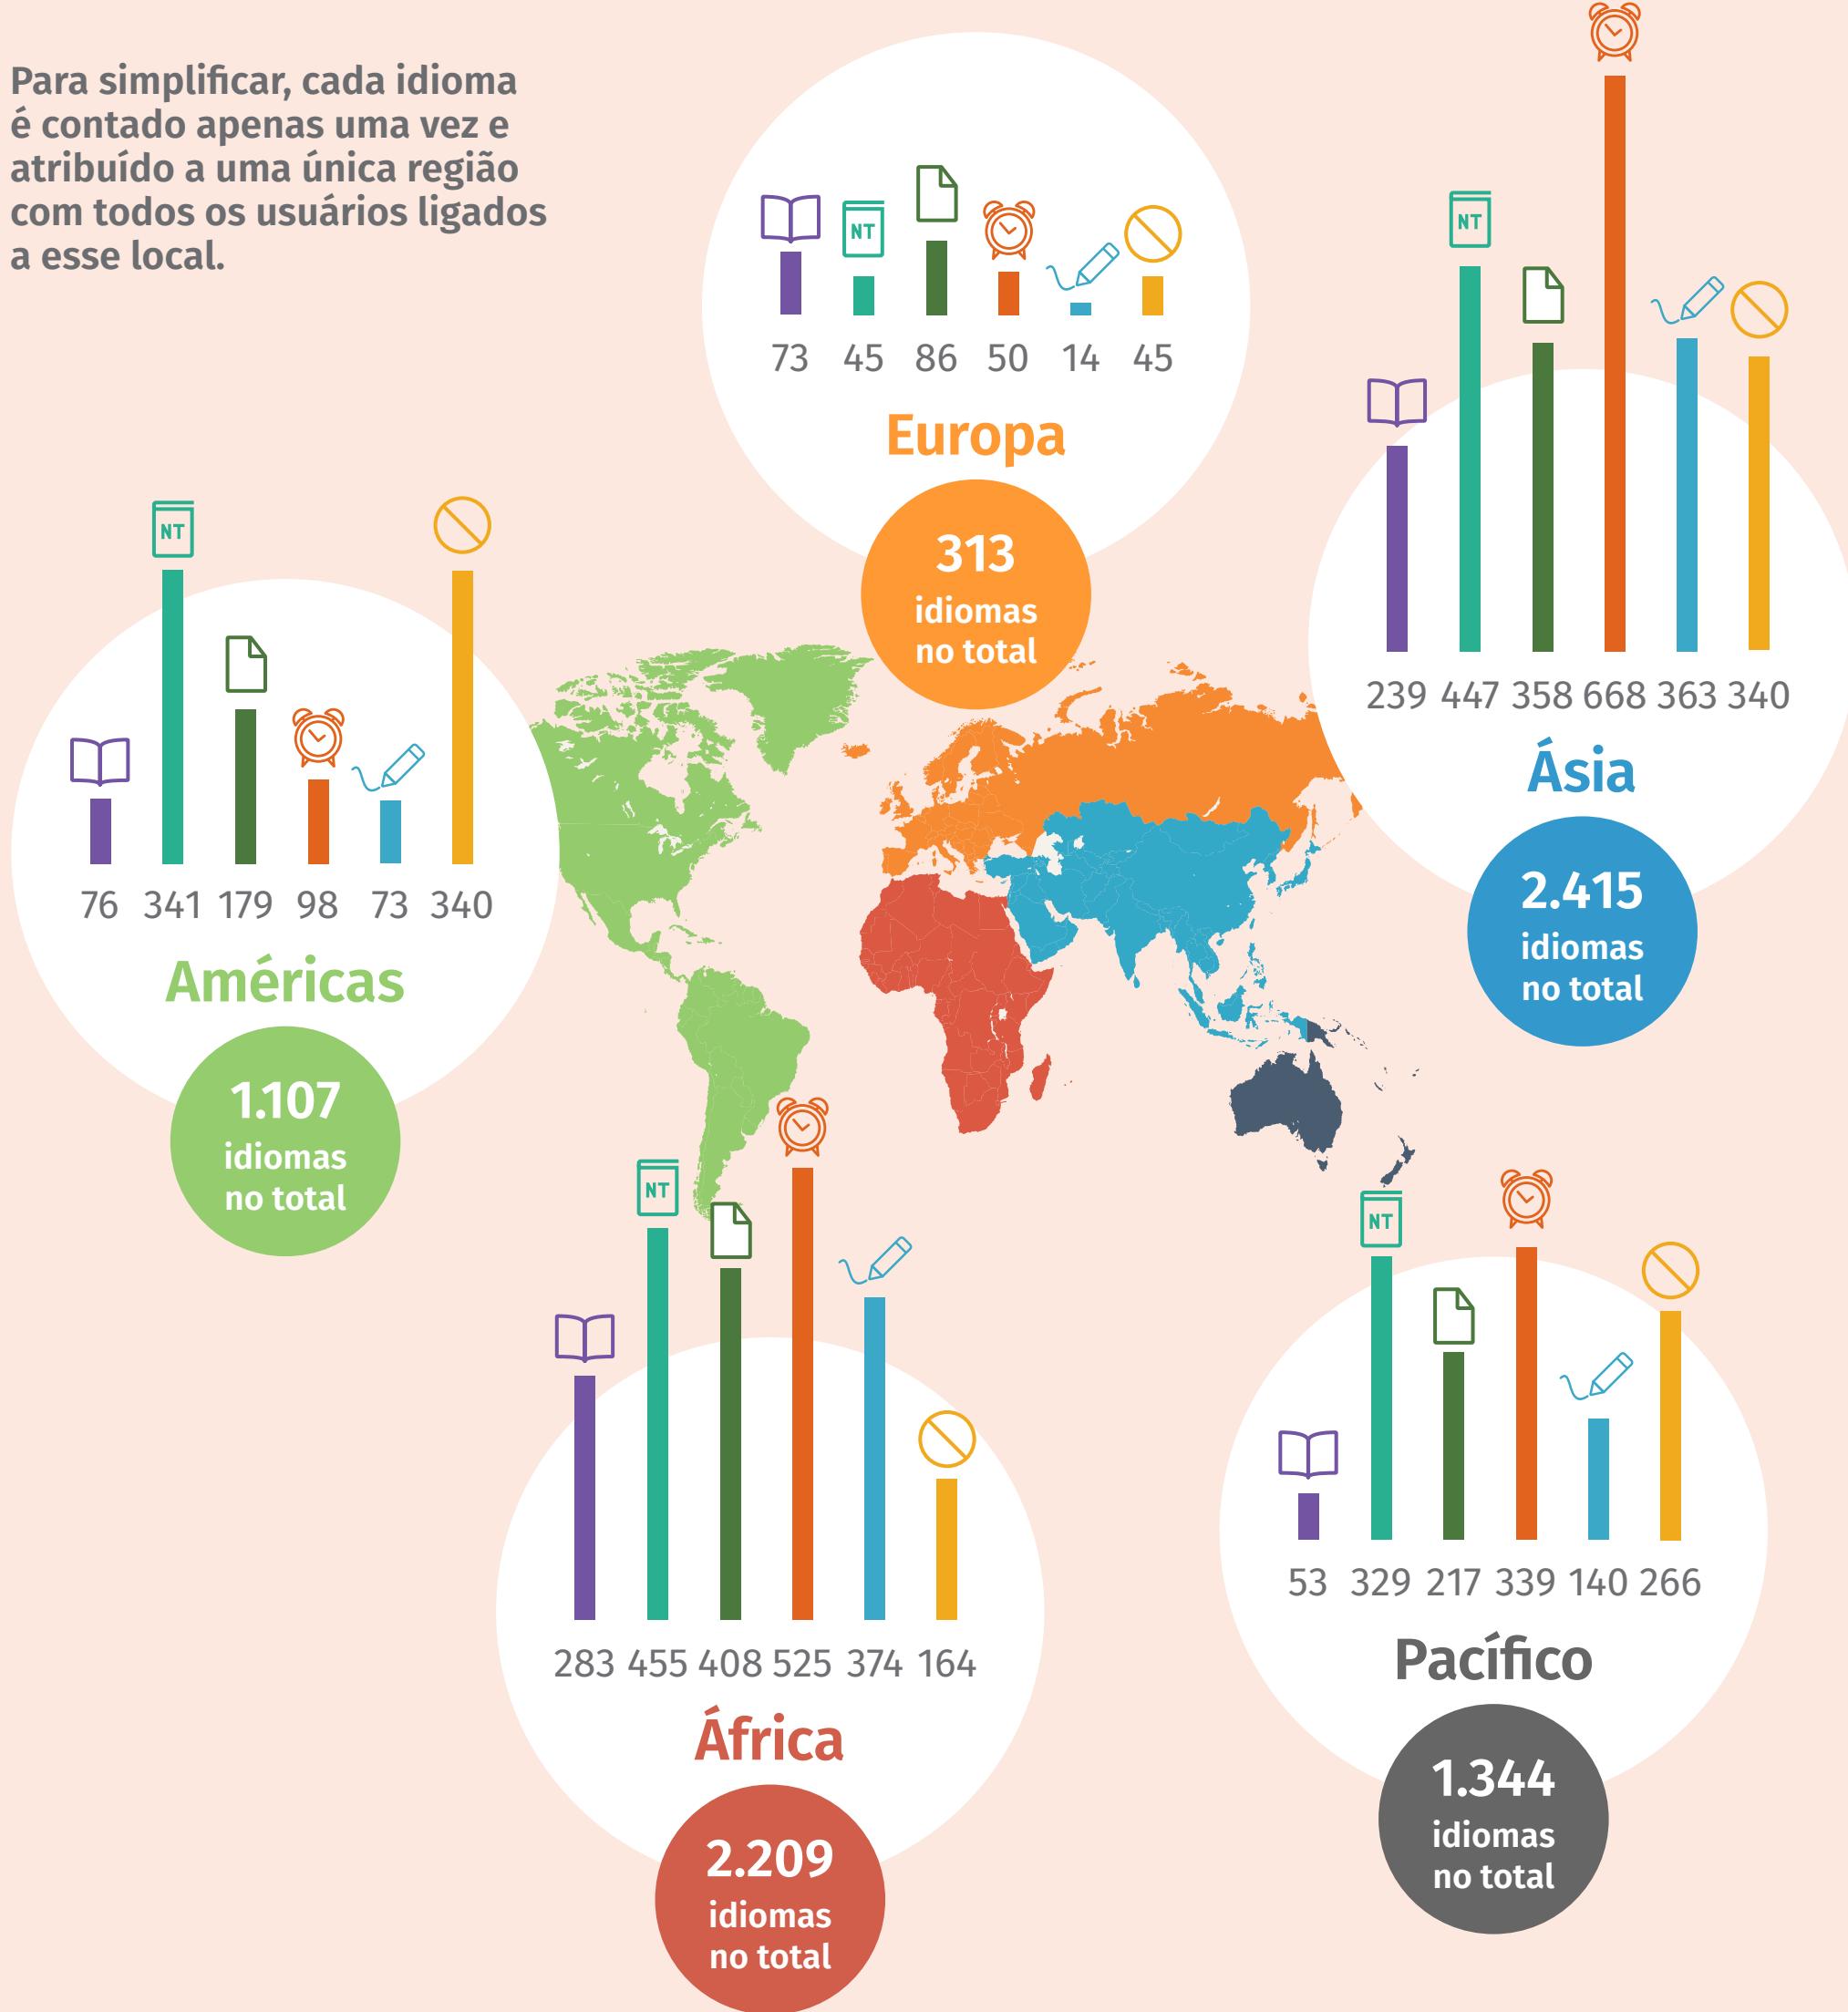 Para simplificar, cada idioma
é contado apenas uma vez e
atribuído a uma única região
com todos os usuários ligados
a esse local.
NT
73 45 86 50 14 45
Europa
313
idiomas
no total
NT
239 447 358 668 363 340
Ásia
2.415
idiomas
no total
NT
76 341 179 98 73 340
Américas
1.107
idiomas
no total
NT
283 455 408 525 374 164
África
2.209
idiomas
no total
NT
53 329 217 339 140 266
Pacífico
1.344
idiomas
no total